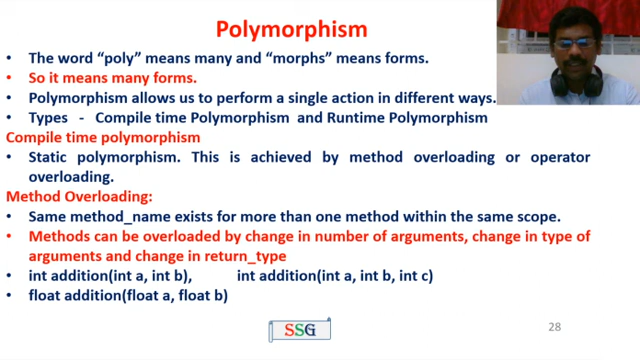 Polymorphism
• The word “poly” means many and “morphs” means forms.
• So it means many forms.
• Polymorphism allows us to perform a single action in different ways.
• Types - Compile time Polymorphism and Runtime Polymorphism
Compile time polymorphism
• Static polymorphism. This is achieved by method overloading or operator
overloading.
Method Overloading:
• Same method_name exists for more than one method within the same scope.
• Methods can be overloaded by change in number of arguments, change in type of
arguments and change in return_type
• int addition(int a, int b), int addition(int a, int b, int c)
• float addition(float a, float b)
SSG
28